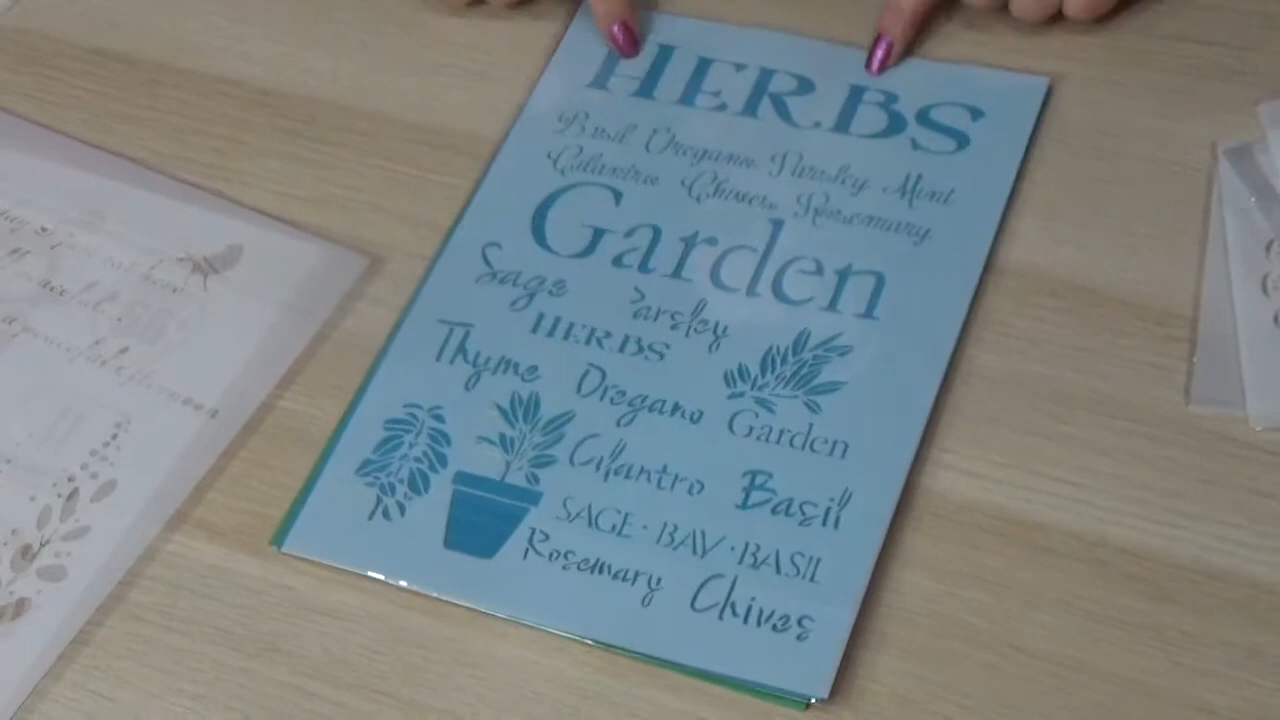 HERBS
Basil Oregano Parsley Mint
Cilantro Chives Rosemary
Garden
Sage Parsley
HERBS
Thyme Oregano Garden
Cilantro Basil
SAGE · BAY · BASIL
Rosemary Chives